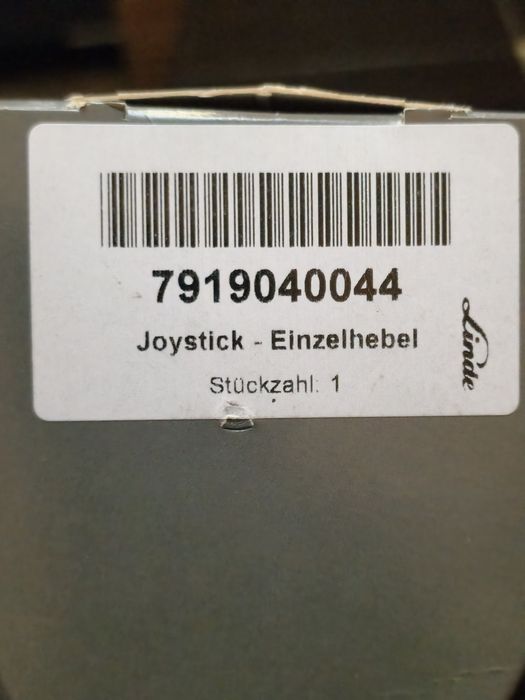 7919040044
Joystick - Einzelhebel
Stückzahl: 1
Linde